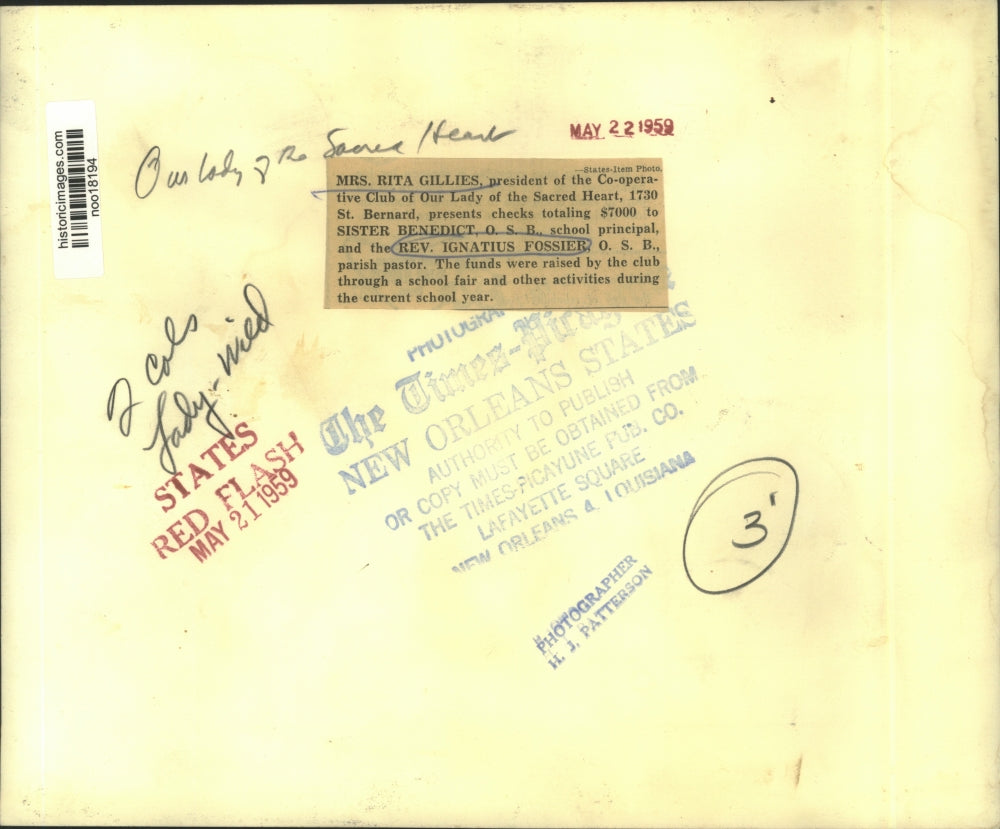 historicimages.com
noo18194
Our Lady of the Sacred Heart
MAY 22 1959
—States-Item Photo.
MRS. RITA GILLIES, president of the Co-opera-
tive Club of Our Lady of the Sacred Heart, 1730
St. Bernard, presents checks totaling $7000 to
SISTER BENEDICT, O. S. B., school principal,
and the REV. IGNATIUS FOSSIER, O. S. B.,
parish pastor. The funds were raised by the club
through a school fair and other activities during
the current school year.
2 cols
Lady-Mild
STATES
RED FLASH
MAY 21 1959
The Times-Picayune
NEW ORLEANS STATES
AUTHORITY TO PUBLISH
OR COPY MUST BE OBTAINED FROM
THE TIMES-PICAYUNE PUB. CO.
LAFAYETTE SQUARE
NEW ORLEANS 4, LOUISIANA
3'
PHOTOGRAPHER
H. J. PATTERSON